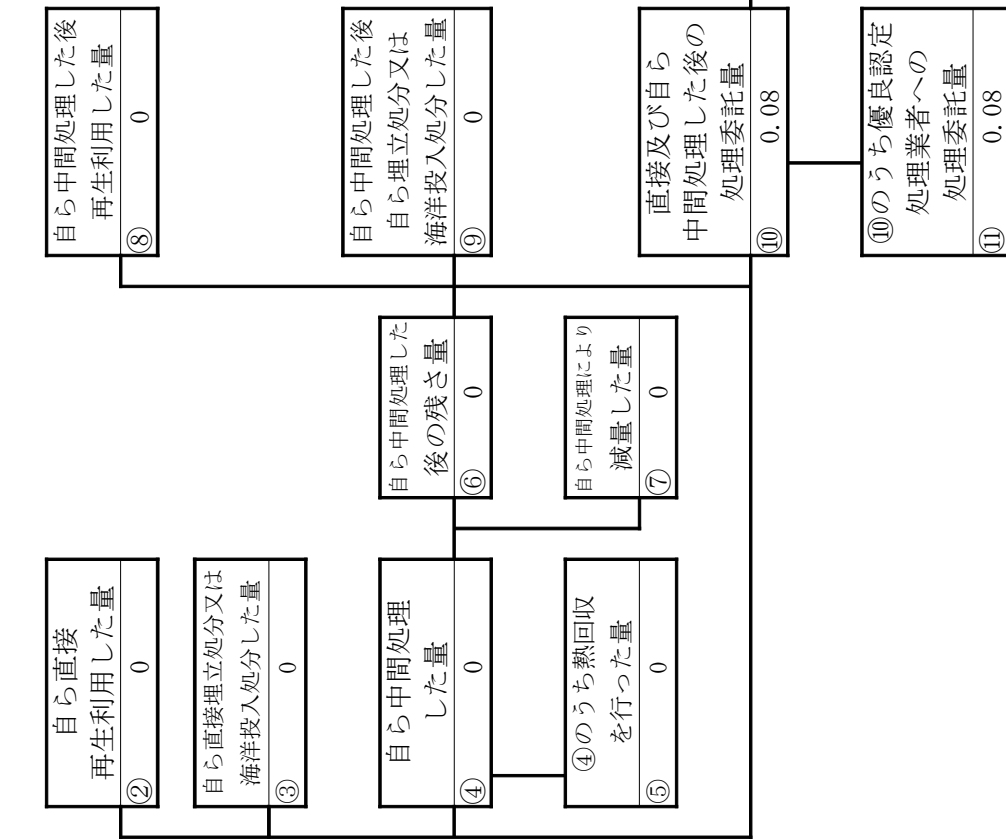 自ら直接
再生利用した量
② 0
自ら直接埋立処分又は
海洋投入処分した量
③ 0
自ら中間処理
した量
④ 0
④のうち熱回収
を行った量
⑤ 0
自ら中間処理した
後の残さ量
⑥ 0
自ら中間処理により
減量した量
⑦ 0
自ら中間処理した後
再生利用した量
⑧ 0
自ら中間処理した後
自ら埋立処分又は
海洋投入処分した量
⑨ 0
直接及び自ら
中間処理した後の
処理委託量
⑩ 0.08
⑩のうち優良認定
処理業者への
処理委託量
⑪ 0.08